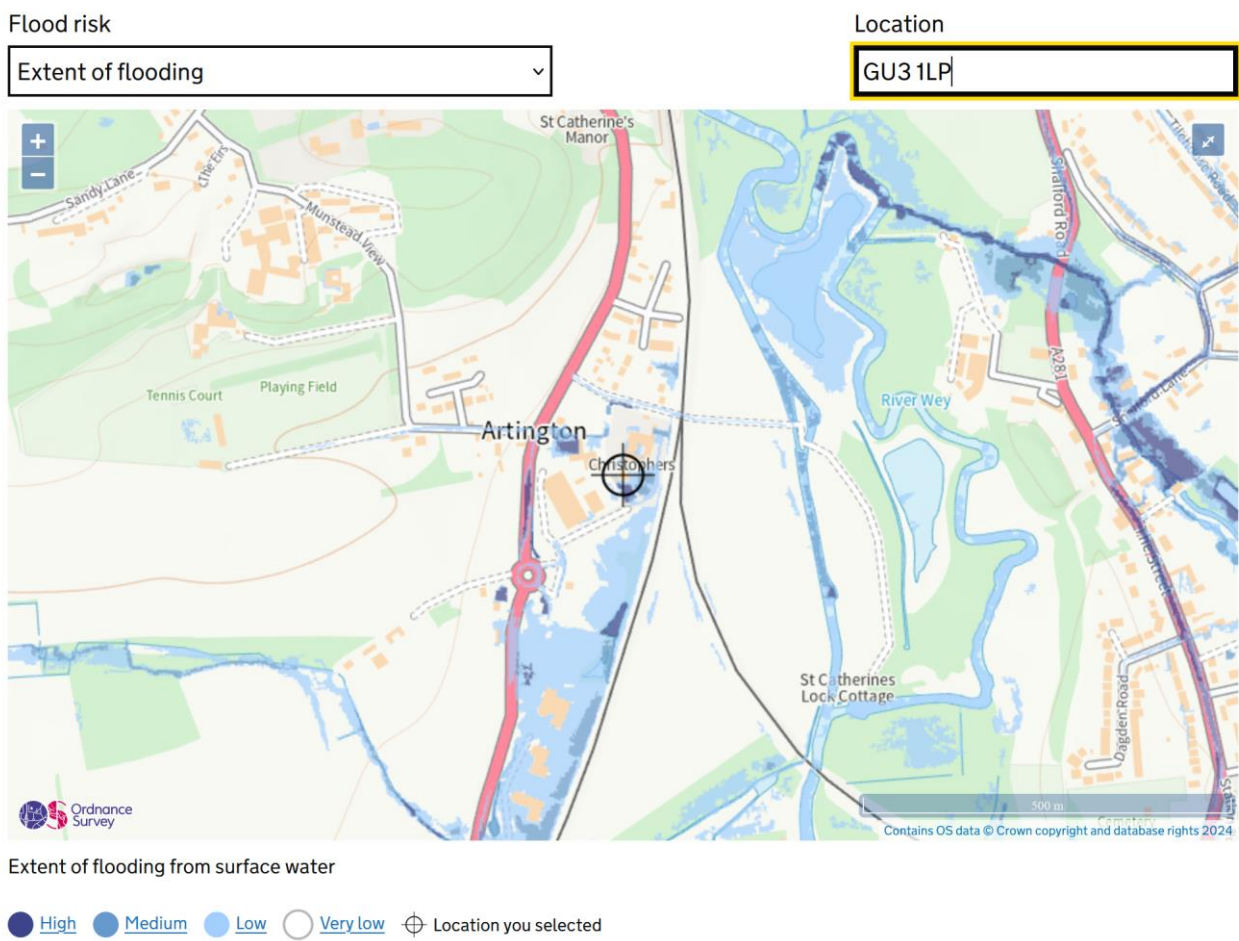 Flood risk
Location
Extent of flooding
GU3 1LP
+
−
St Catherine's
Manor
Sandy Lane
The Firs
Munstead View
Shalford Road
Tilehouse Road
Tennis Court
Playing Field
A281
River Wey
Artington
Christophers
St Catherines
Lock Cottage
Dagden Road
500 m
Cemetery
Ordnance
Survey
Contains OS data © Crown copyright and database rights 2024
Extent of flooding from surface water
High
Medium
Low
Very low
Location you selected